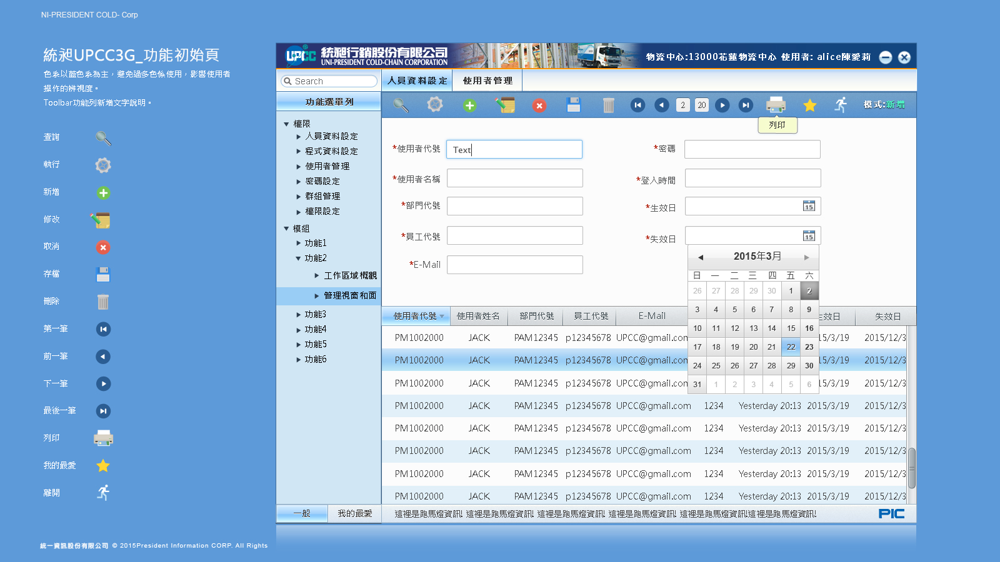 NI-PRESIDENT COLD- Corp
統昶UPCC3G_功能初始頁
色系以藍色系為主，避免過多色係使用，影響使用者
操作的辨視度。
Toolbar功能列新增文字說明。
查詢
執行
新增
修改
取消
存檔
刪除
第一筆
前一筆
下一筆
最後一筆
列印
我的最愛
離開
統一資訊股份有限公司 © 2015President Information CORP. All Rights
UPCC 統昶行銷股份有限公司
UNI-PRESIDENT COLD-CHAIN CORPORATION
物流中心:13000花蓮物流中心 使用者: alice陳愛莉
Search
人員資料設定 使用者管理
功能選單列
2 20
模式:新增
列印
權限
人員資料設定
程式資料設定
使用者管理
密碼設定
群組管理
權限設定
模組
功能1
功能2
工作區域概觀
管理視窗和面
功能3
功能4
功能5
功能6
一般 我的最愛
*使用者代號 Text *密碼
*使用者名稱 *登入時間
*部門代號 *生效日 15
*員工代號 *失效日 15
*E-Mail
2015年3月
日 一 二 三 四 五 六
26 27 28 29 30 1 2
3 4 5 6 7 8 9
10 11 12 13 14 15 16
17 18 19 20 21 22 23
24 25 26 27 28 29 30
31 1 2 3 4 5 6
使用者代號 使用者姓名 部門代號 員工代號 E-Mail 效日 失效日
PM1002000 JACK PAM12345 p12345678 UPCC@gmail.com 15/3/19 2015/12/3
PM1002000 JACK PAM12345 p12345678 UPCC@gmail.com 15/3/19 2015/12/3
PM1002000 JACK PAM12345 p12345678 UPCC@gmail.com 15/3/19 2015/12/3
PM1002000 JACK PAM12345 p12345678 UPCC@gmail.com 1234 Yesterday 20:13 2015/3/19 2015/12/3
PM1002000 JACK PAM12345 p12345678 UPCC@gmail.com 1234 Yesterday 20:13 2015/3/19 2015/12/3
PM1002000 JACK PAM12345 p12345678 UPCC@gmail.com 1234 Yesterday 20:13 2015/3/19 2015/12/3
PM1002000 JACK PAM12345 p12345678 UPCC@gmail.com 1234 Yesterday 20:13 2015/3/19 2015/12/3
PM1002000 JACK PAM12345 p12345678 UPCC@gmail.com 1234 Yesterday 20:13 2015/3/19 2015/12/3
這裡是跑馬燈資訊! 這裡是跑馬燈資訊! 這裡是跑馬燈資訊! 這裡是跑馬燈資訊! 這裡是跑馬燈資訊!這裡是跑馬燈資訊!
PIC